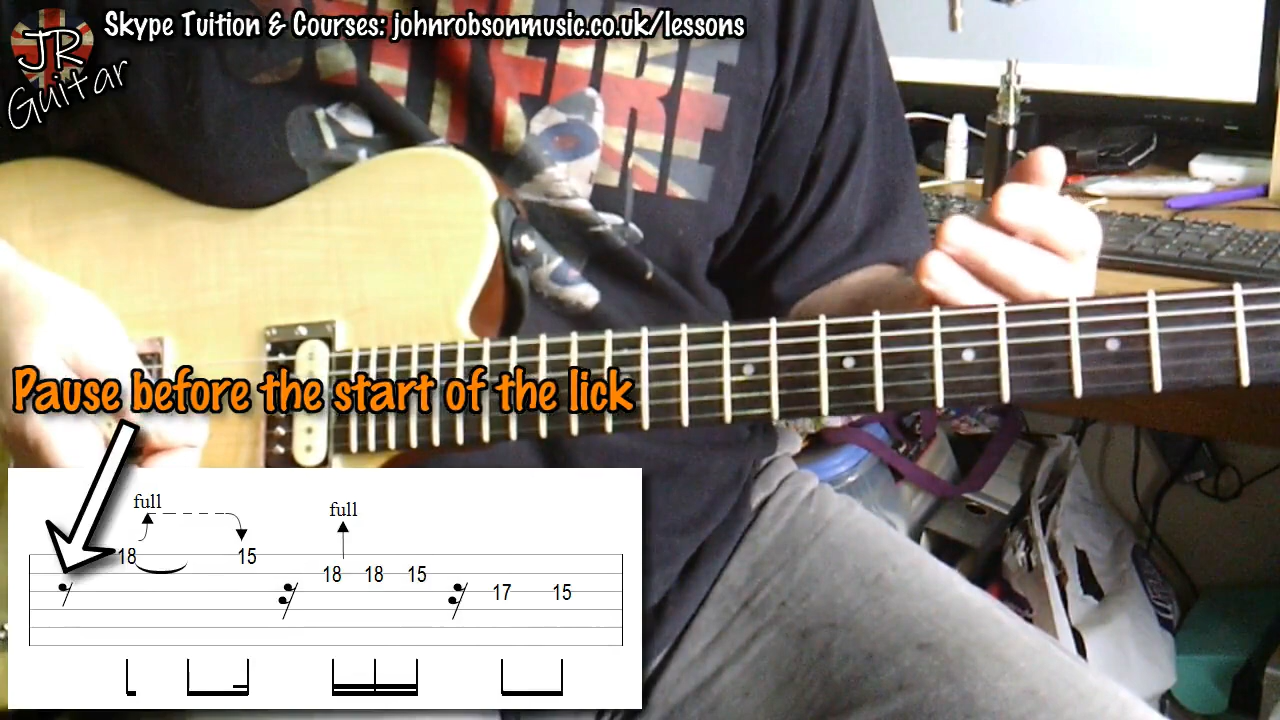 JR
Guitar
Skype Tuition & Courses: johnrobsonmusic.co.uk/lessons
Pause before the start of the lick
full
full
18 15
18 18 15
17 15